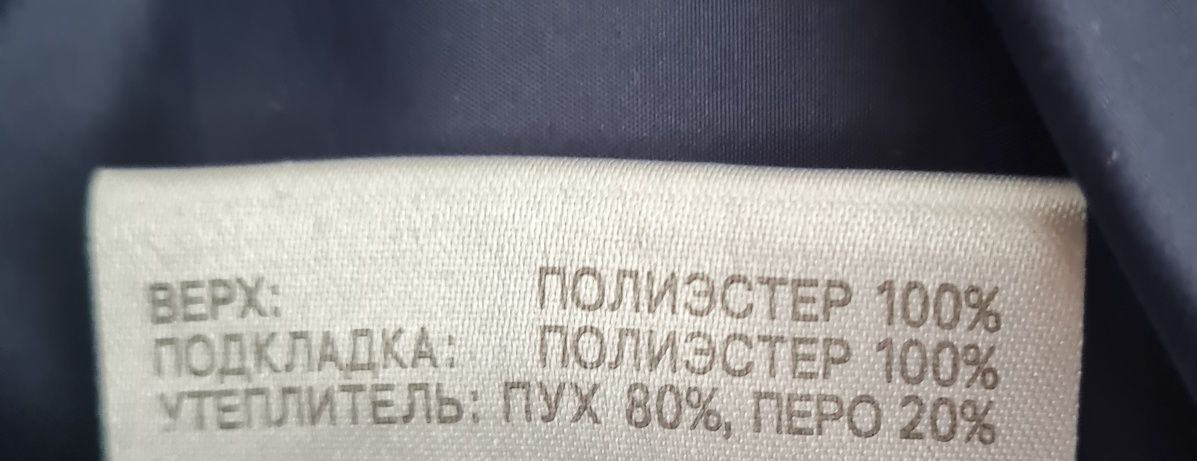 ВЕРХ: ПОЛИЭСТЕР 100%
ПОДКЛАДКА: ПОЛИЭСТЕР 100%
УТЕПЛИТЕЛЬ: ПУХ 80%, ПЕРО 20%